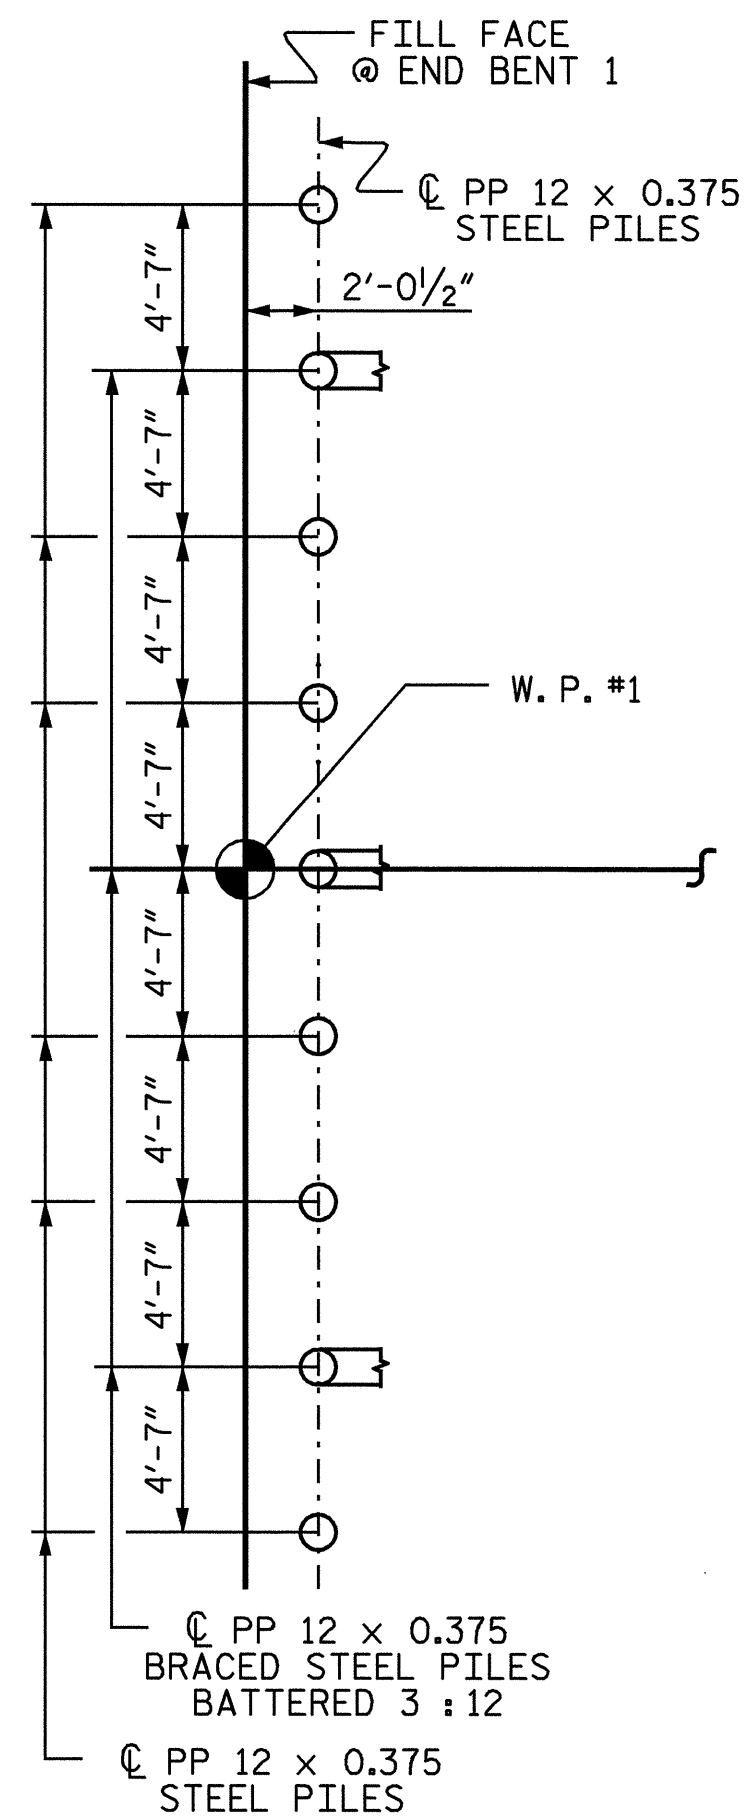 FILL FACE
@ END BENT 1
℄ PP 12 x 0.375
STEEL PILES
4'-7"
2'-0 1/2"
4'-7"
4'-7"
W. P. #1
4'-7"
4'-7"
4'-7"
4'-7"
4'-7"
℄ PP 12 x 0.375
BRACED STEEL PILES
BATTERED 3 : 12
℄ PP 12 x 0.375
STEEL PILES